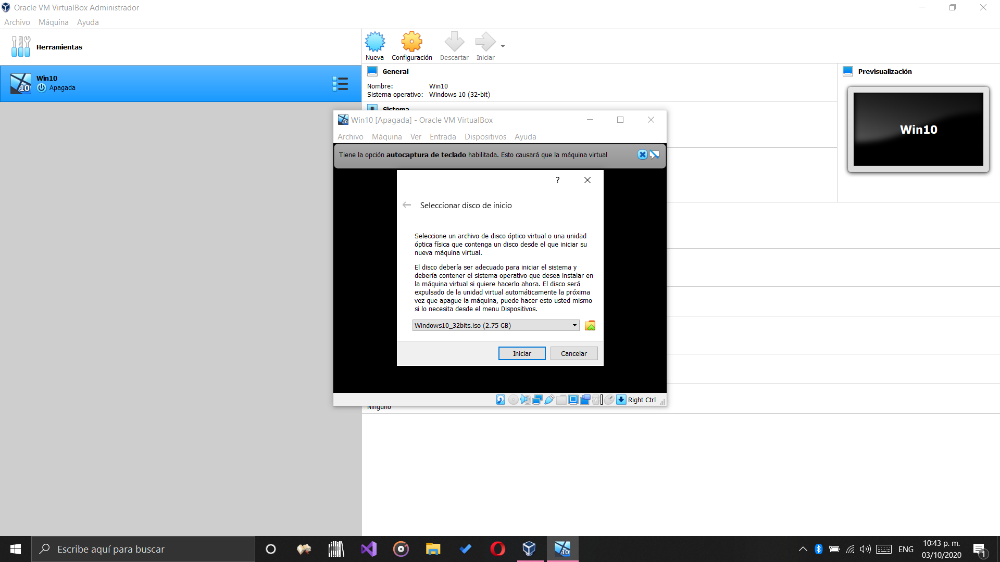 Oracle VM VirtualBox Administrador
Archivo Máquina Ayuda
Herramientas
Nueva Configuración Descartar Iniciar
10 Win10
Apagada
General
Nombre: Win10
Sistema operativo: Windows 10 (32-bit)
Sistema
Previsualización
Win10
Win10 [Apagada] - Oracle VM VirtualBox
Archivo Máquina Ver Entrada Dispositivos Ayuda
Tiene la opción autocaptura de teclado habilitada. Esto causará que la máquina virtual
?
Seleccionar disco de inicio
Seleccione un archivo de disco óptico virtual o una unidad
óptica física que contenga un disco desde el que iniciar su
nueva máquina virtual.
El disco debería ser adecuado para iniciar el sistema y
debería contener el sistema operativo que desea instalar en
la máquina virtual si quiere hacerlo ahora. El disco será
expulsado de la unidad virtual automáticamente la próxima
vez que apague la máquina, puede hacer esto usted mismo
si lo necesita desde el menu Dispositivos.
Windows10_32bits.iso (2.75 GB)
Iniciar Cancelar
Right Ctrl
Ninguno
Escribe aquí para buscar
10
ENG
10:43 p. m.
03/10/2020
1